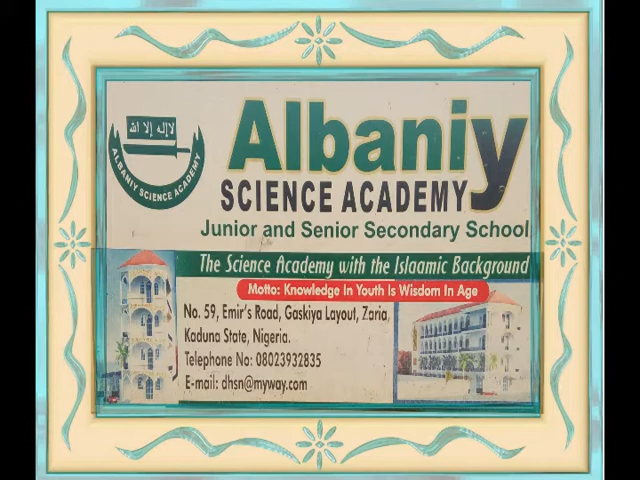 لاإله إلا الله
ALBANIY SCIENCE ACADEMY
Albaniy
SCIENCE ACADEMY
Junior and Senior Secondary School
The Science Academy with the Islaamic Background
Motto: Knowledge In Youth Is Wisdom In Age
No. 59, Emir's Road, Gaskiya Layout, Zaria,
Kaduna State, Nigeria.
Telephone No: 08023932835
E-mail: dhsn@myway.com